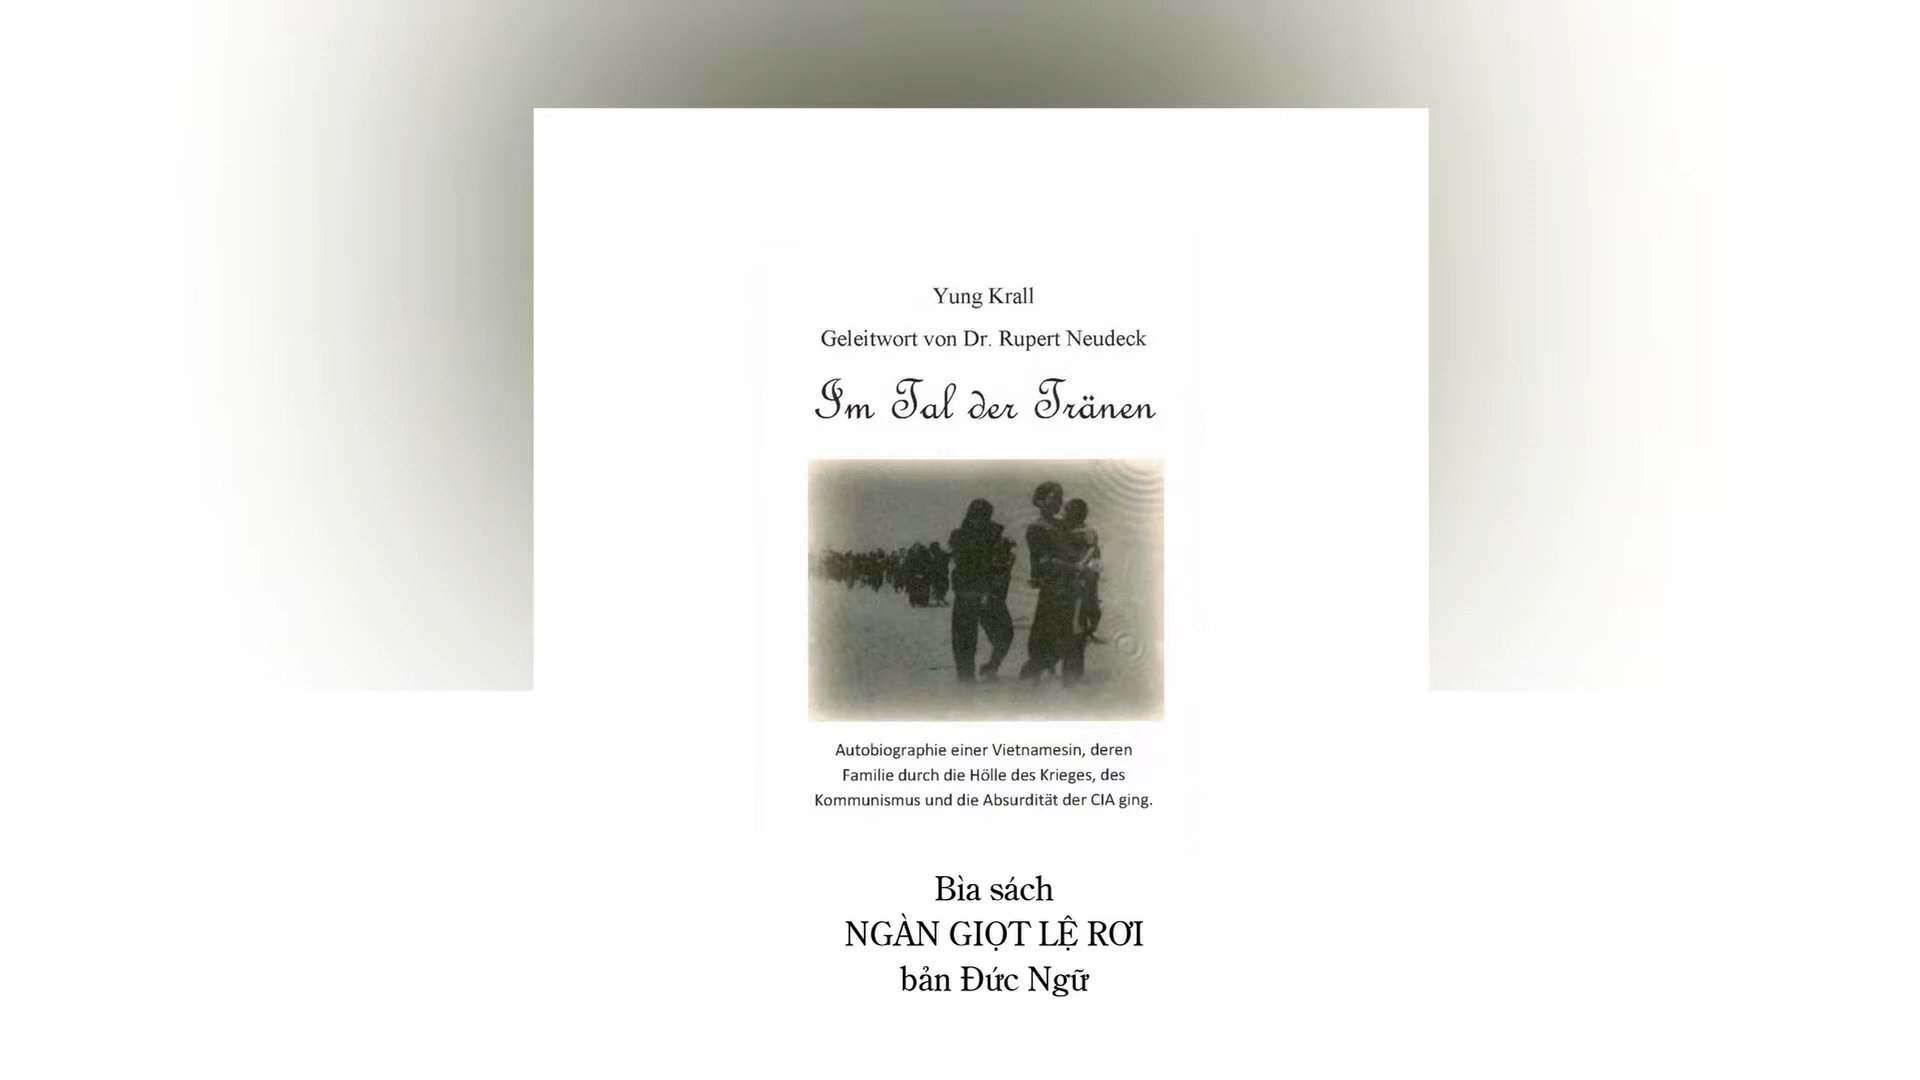 Yung Krall
Geleitwort von Dr. Rupert Neudeck
Im Tal der Tränen
Autobiographie einer Vietnamesin, deren
Familie durch die Hölle des Krieges, des
Kommunismus und die Absurdität der CIA ging.
Bìa sách
NGÀN GIỌT LỆ RƠI
bản Đức Ngữ